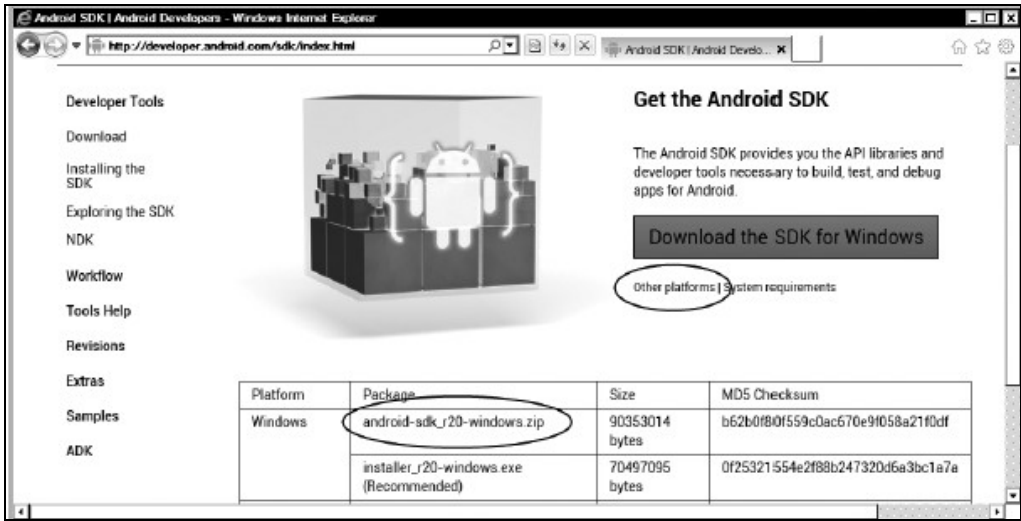 Android SDK | Android Developers - Windows Internet Explorer
http://developer.android.com/sdk/index.html
Android SDK | Android Develo...
Developer Tools
Download
Installing the
SDK
Exploring the SDK
NDK
Workflow
Tools Help
Revisions
Extras
Samples
ADK
Get the Android SDK
The Android SDK provides you the API libraries and
developer tools necessary to build, test, and debug
apps for Android.
Download the SDK for Windows
Other platforms | System requirements
Platform Package Size MD5 Checksum
Windows android-sdk_r20-windows.zip 90353014
bytes b62b0f80f559c0ac670e9f058a21f0df
installer_r20-windows.exe
(Recommended) 70497095
bytes 0f25321554e2f88b247320d6a3bc1a7a